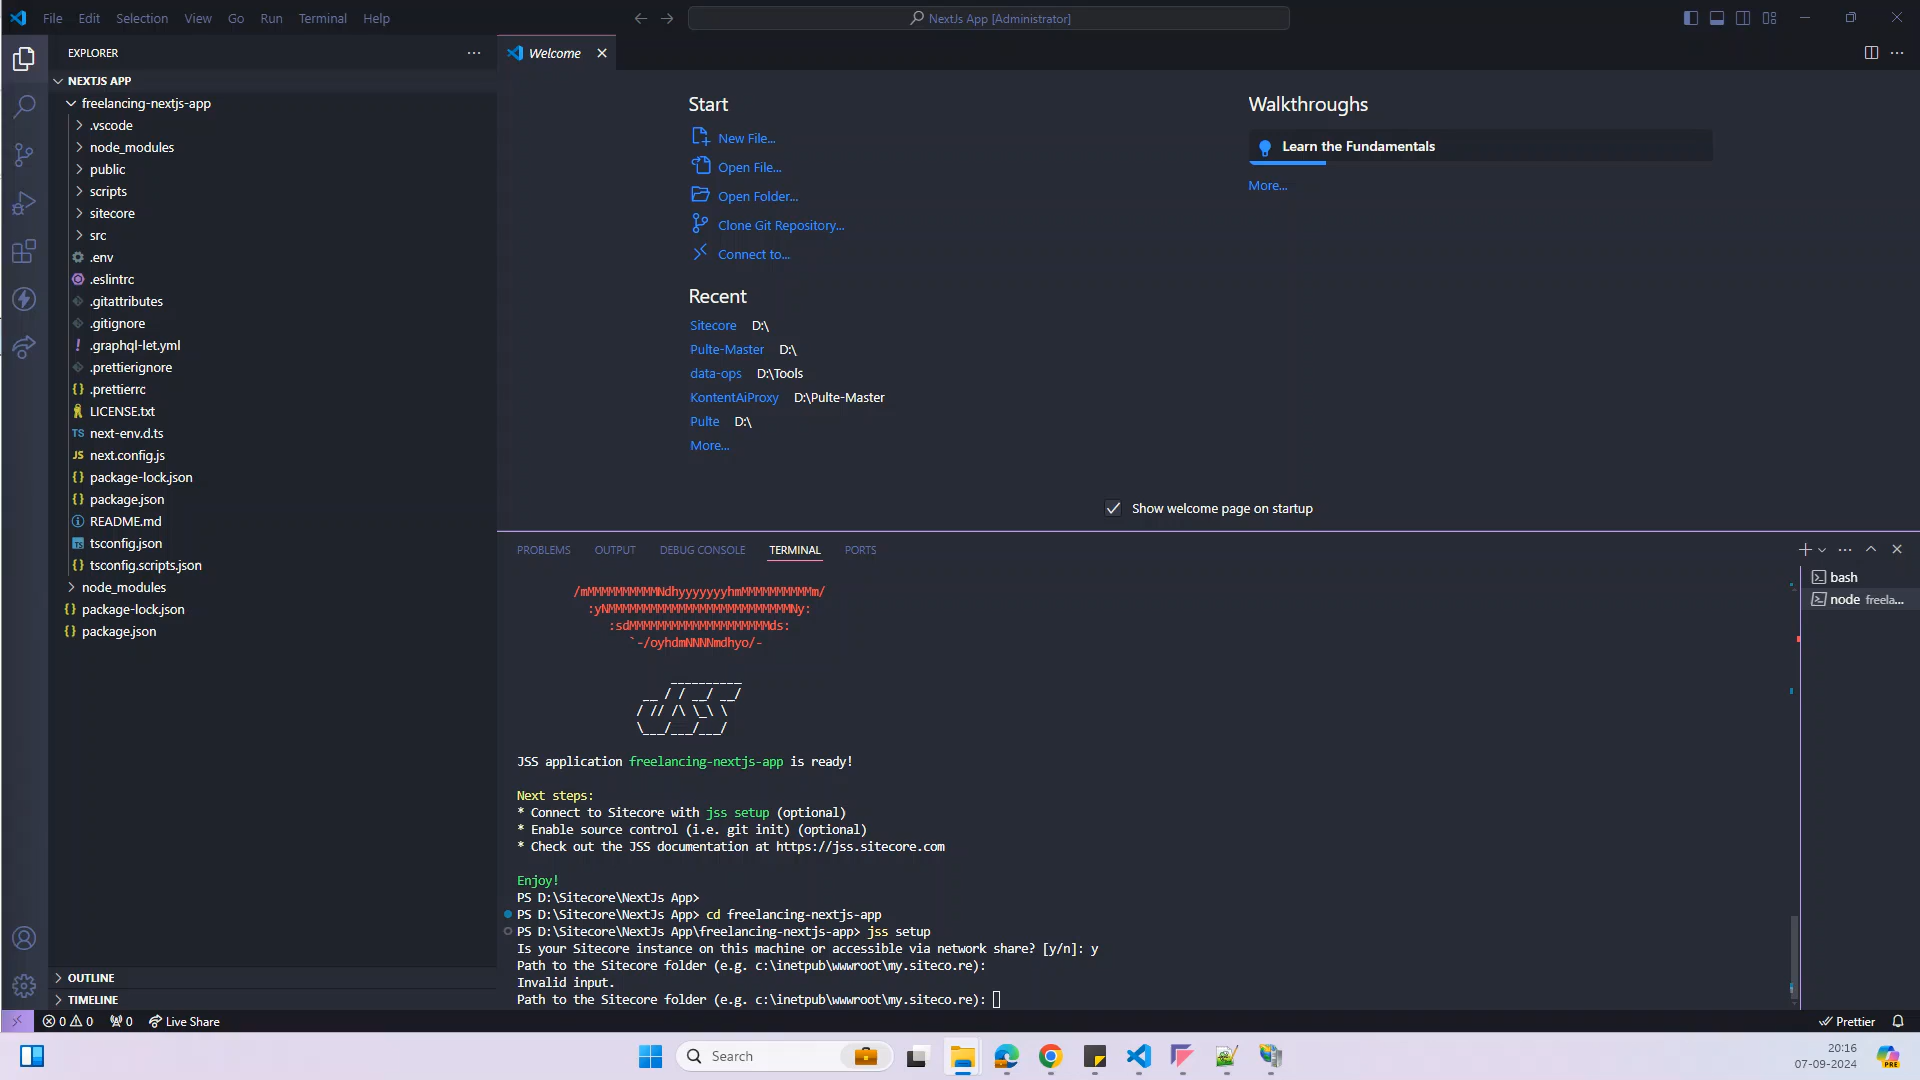 File Edit Selection View Go Run Terminal Help
NextJs App [Administrator]
EXPLORER
NEXTJS APP
freelancing-nextjs-app
.vscode
node_modules
public
scripts
sitecore
src
.env
.eslintrc
.gitattributes
.gitignore
.graphql-let.yml
.prettierignore
.prettierrc
LICENSE.txt
next-env.d.ts
next.config.js
package-lock.json
package.json
README.md
tsconfig.json
tsconfig.scripts.json
node_modules
package-lock.json
package.json
OUTLINE
TIMELINE
Welcome
Start
New File...
Open File...
Open Folder...
Clone Git Repository...
Connect to...
Recent
Sitecore D:\
Pulte-Master D:\
data-ops D:\Tools
KontentAiProxy D:\Pulte-Master
Pulte D:\
More...
Walkthroughs
Learn the Fundamentals
More...
Show welcome page on startup
PROBLEMS OUTPUT DEBUG CONSOLE TERMINAL PORTS
bash
node freela...
JSS application freelancing-nextjs-app is ready!
Next steps:
* Connect to Sitecore with jss setup (optional)
* Enable source control (i.e. git init) (optional)
* Check out the JSS documentation at https://jss.sitecore.com
Enjoy!
PS D:\Sitecore\NextJs App>
PS D:\Sitecore\NextJs App> cd freelancing-nextjs-app
PS D:\Sitecore\NextJs App\freelancing-nextjs-app> jss setup
Is your Sitecore instance on this machine or accessible via network share? [y/n]: y
Path to the Sitecore folder (e.g. c:\inetpub\wwwroot\my.siteco.re):
Invalid input.
Path to the Sitecore folder (e.g. c:\inetpub\wwwroot\my.siteco.re):
0 0 0 Live Share
Prettier
Search
20:16
07-09-2024
PRE